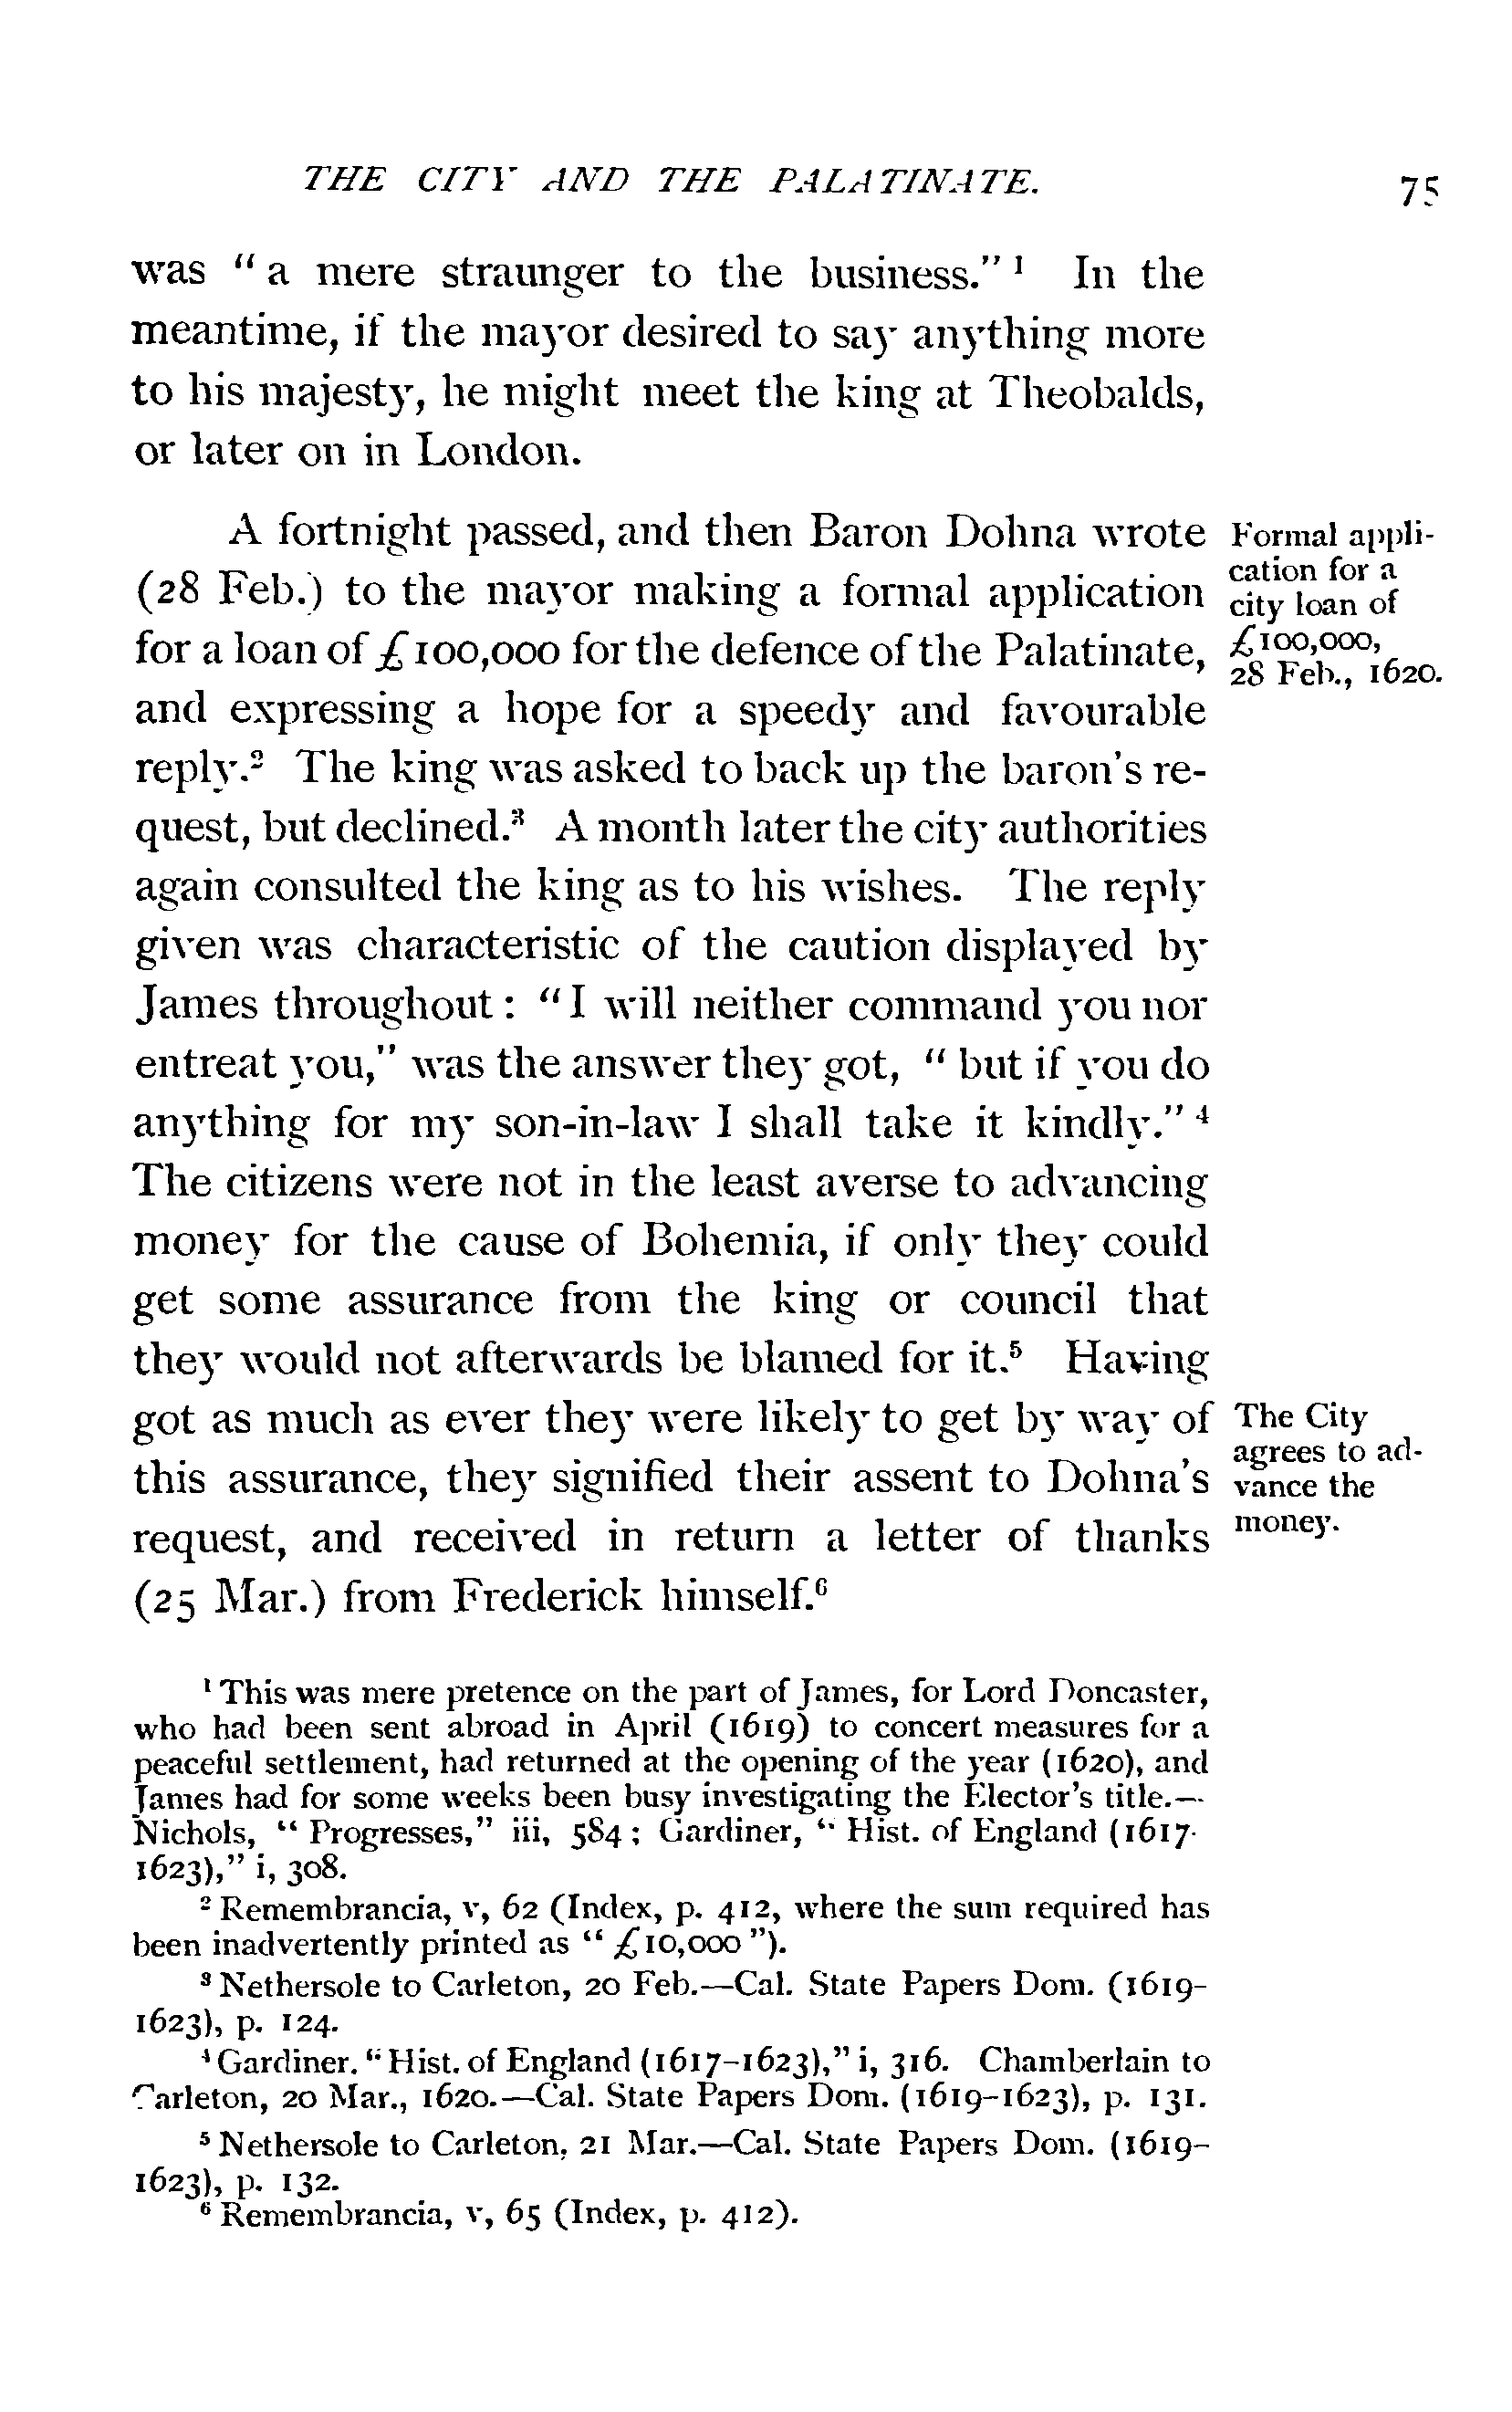 THE CITY AND THE PALATINATE.
75
was “ a mere straunger to the business.” ¹ In the
meantime, if the mayor desired to say anything more
to his majesty, he might meet the king at Theobalds,
or later on in London.
A fortnight passed, and then Baron Dohna wrote
(28 Feb.) to the mayor making a formal application
for a loan of £100,000 for the defence of the Palatinate,
and expressing a hope for a speedy and favourable
reply.² The king was asked to back up the baron's re-
quest, but declined.³ A month later the city authorities
again consulted the king as to his wishes. The reply
given was characteristic of the caution displayed by
James throughout : “ I will neither command you nor
entreat you,” was the answer they got, “ but if you do
anything for my son-in-law I shall take it kindly.” ⁴
The citizens were not in the least averse to advancing
money for the cause of Bohemia, if only they could
get some assurance from the king or council that
they would not afterwards be blamed for it.⁵ Having
got as much as ever they were likely to get by way of
this assurance, they signified their assent to Dohna's
request, and received in return a letter of thanks
(25 Mar.) from Frederick himself.⁶
Formal appli-
cation for a
city loan of
£100,000,
28 Feb., 1620.
The City
agrees to ad-
vance the
money.
¹ This was mere pretence on the part of James, for Lord Doncaster,
who had been sent abroad in April (1619) to concert measures for a
peaceful settlement, had returned at the opening of the year (1620), and
James had for some weeks been busy investigating the Elector's title.—
Nichols, “ Progresses,” iii, 584 ; Gardiner, “ Hist. of England (1617-
1623),” i, 308.
² Remembrancia, v, 62 (Index, p. 412, where the sum required has
been inadvertently printed as “ £10,000 ”).
³ Nethersole to Carleton, 20 Feb.—Cal. State Papers Dom. (1619-
1623), p. 124.
⁴ Gardiner. “ Hist. of England (1617-1623),” i, 316. Chamberlain to
Carleton, 20 Mar., 1620.—Cal. State Papers Dom. (1619-1623), p. 131.
⁵ Nethersole to Carleton, 21 Mar.—Cal. State Papers Dom. (1619-
1623), p. 132.
⁶ Remembrancia, v, 65 (Index, p. 412).